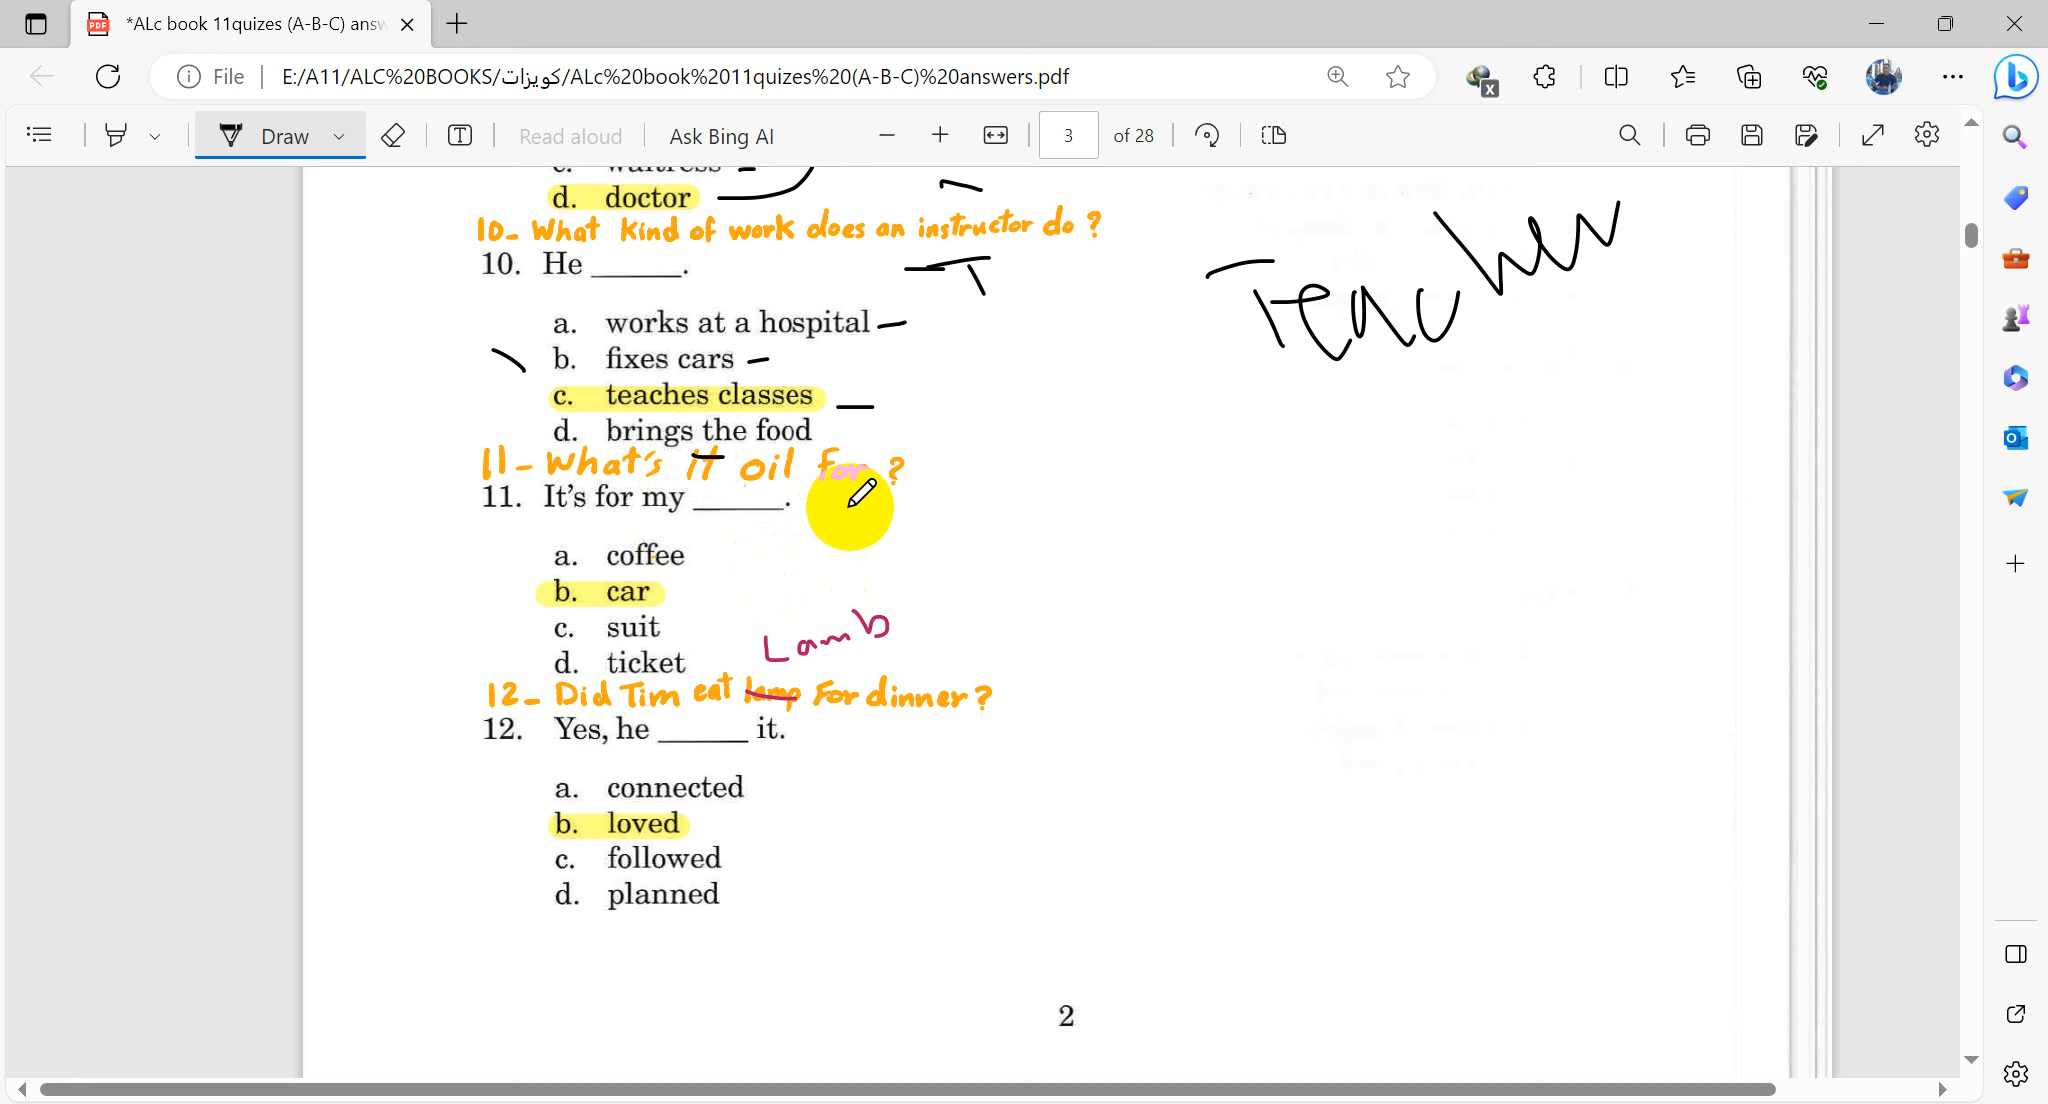 *ALc book 11quizes (A-B-C) answ
File
E:/A11/ALC%20BOOKS/كويزات/ALc%20book%2011quizes%20(A-B-C)%20answers.pdf
Draw
Read aloud
Ask Bing AI
3 of 28
c. waitress
d. doctor
10- What kind of work does an instructor do ?
10. He ______.
Teacher
a. works at a hospital
b. fixes cars
c. teaches classes
d. brings the food
11- What's it oil For ?
11. It's for my ______.
a. coffee
b. car
c. suit
Lamb
d. ticket
12- Did Tim eat lamp For dinner ?
12. Yes, he ______ it.
a. connected
b. loved
c. followed
d. planned
2